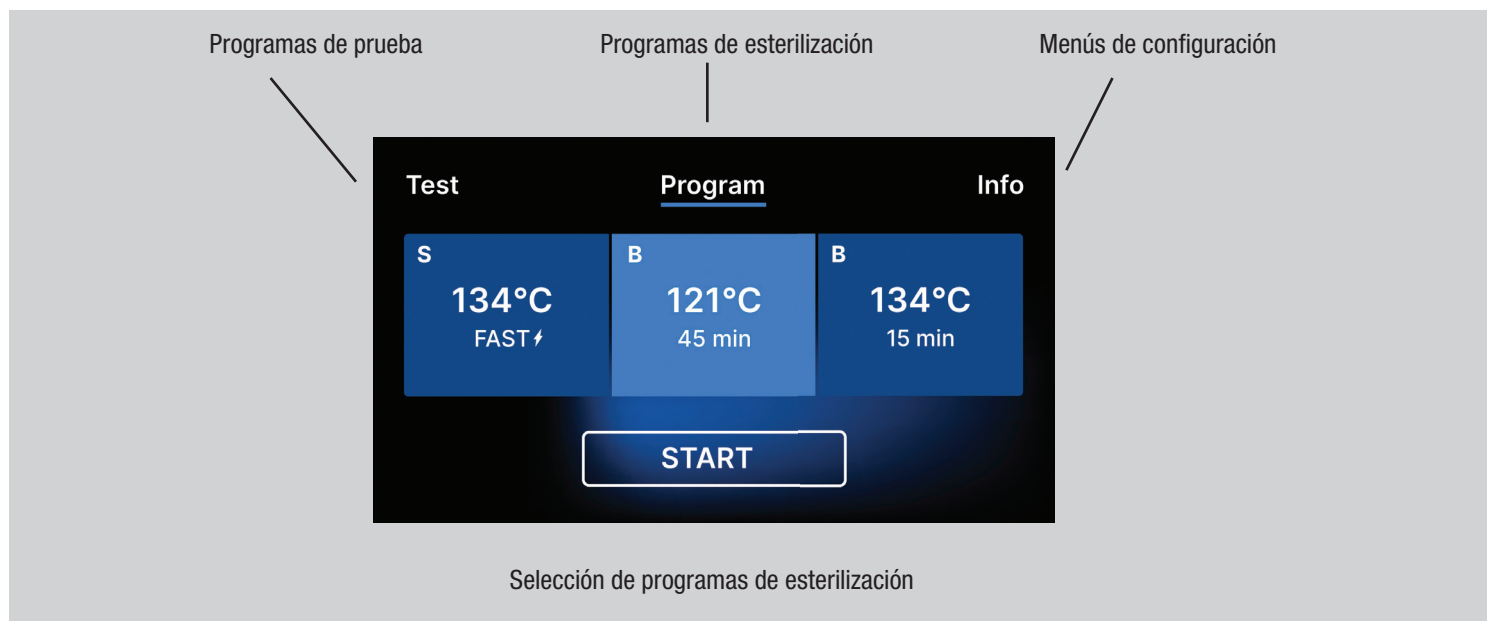 Programas de prueba
Programas de esterilización
Menús de configuración
Test
Program
Info
S
134°C
FAST
B
121°C
45 min
B
134°C
15 min
START
Selección de programas de esterilización